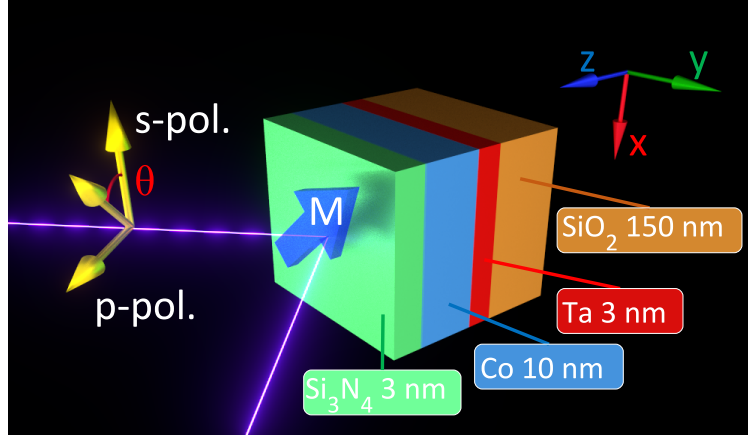 z
y
x
s-pol.
θ
M
p-pol.
SiO₂ 150 nm
Ta 3 nm
Co 10 nm
Si₃N₄ 3 nm